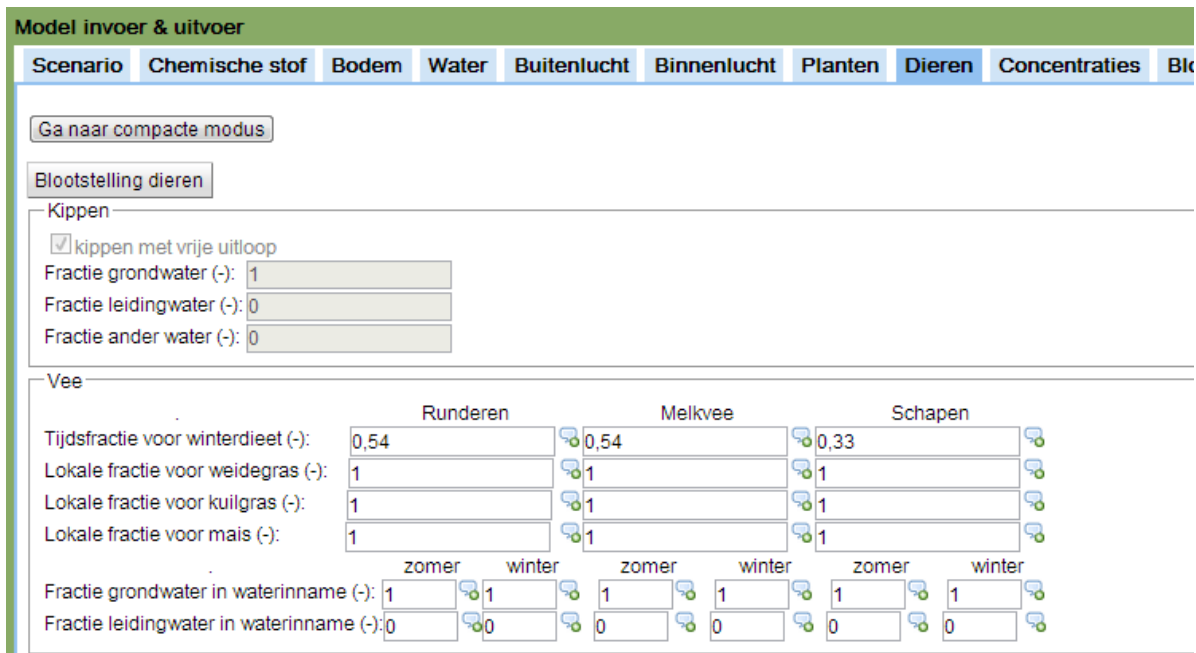 Model invoer & uitvoer
Scenario Chemische stof Bodem Water Buitenlucht Binnenlucht Planten Dieren Concentraties Blo
Ga naar compacte modus
Blootstelling dieren
Kippen
kippen met vrije uitloop
Fractie grondwater (-): 1
Fractie leidingwater (-): 0
Fractie ander water (-): 0
Vee
. Runderen Melkvee Schapen
Tijdsfractie voor winterdieet (-): 0,54 0,54 0,33
Lokale fractie voor weidegras (-): 1 1 1
Lokale fractie voor kuilgras (-): 1 1 1
Lokale fractie voor mais (-): 1 1 1
. zomer winter zomer winter zomer winter
Fractie grondwater in waterinname (-): 1 1 1 1 1 1
Fractie leidingwater in waterinname (-): 0 0 0 0 0 0